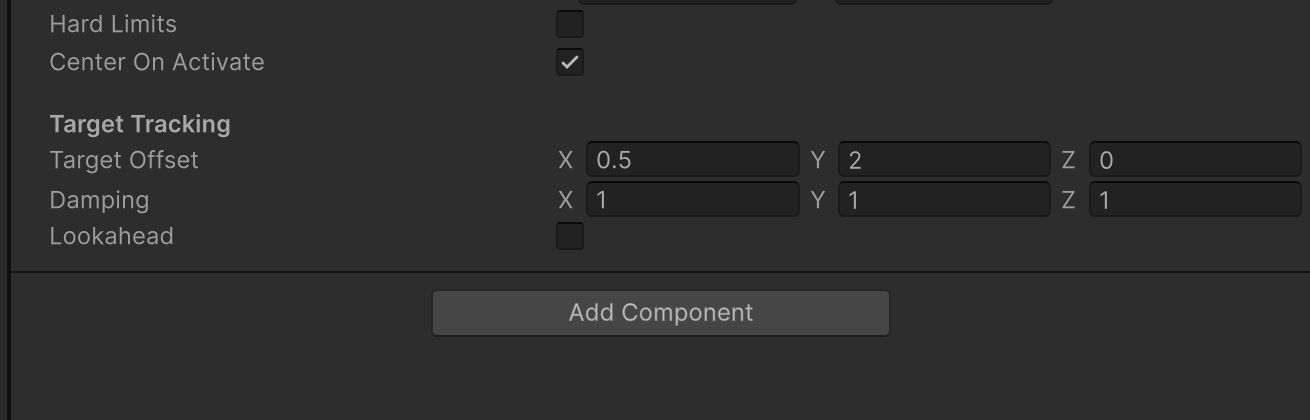 Hard Limits
Center On Activate
Target Tracking
Target Offset X 0.5 Y 2 Z 0
Damping X 1 Y 1 Z 1
Lookahead
Add Component